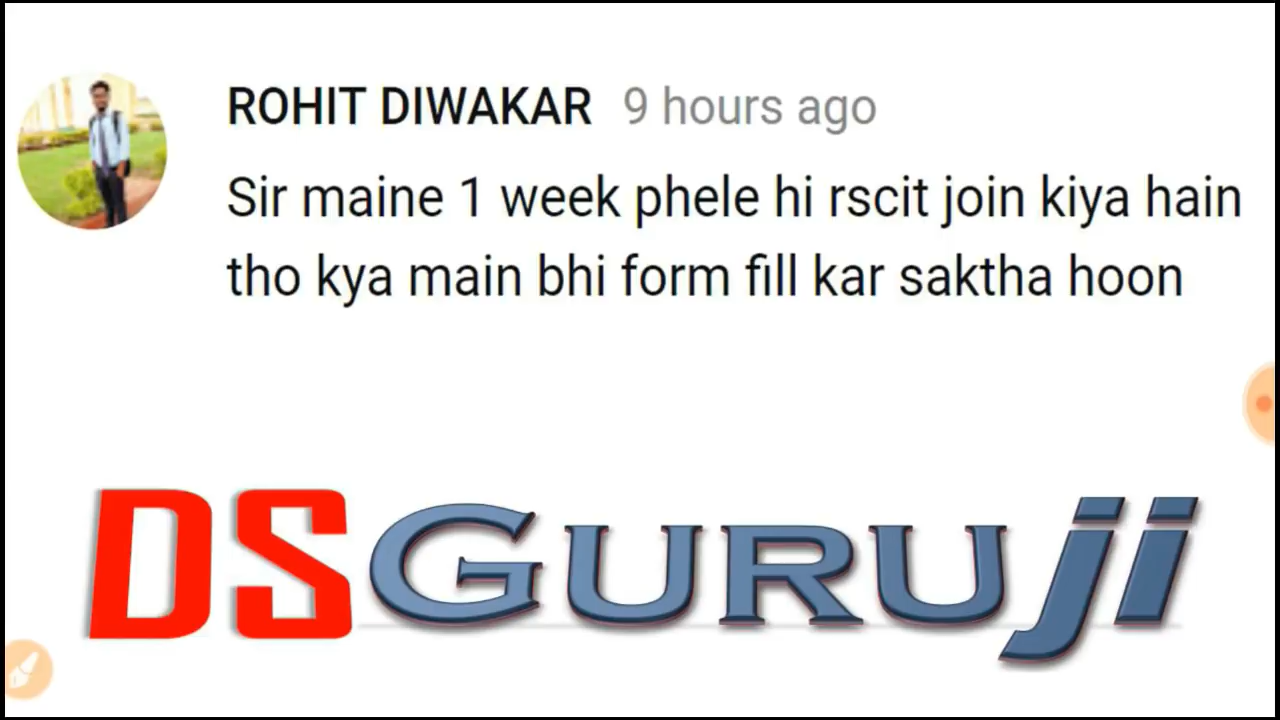 ROHIT DIWAKAR 9 hours ago
Sir maine 1 week phele hi rscit join kiya hain
tho kya main bhi form fill kar saktha hoon
DSGURUji